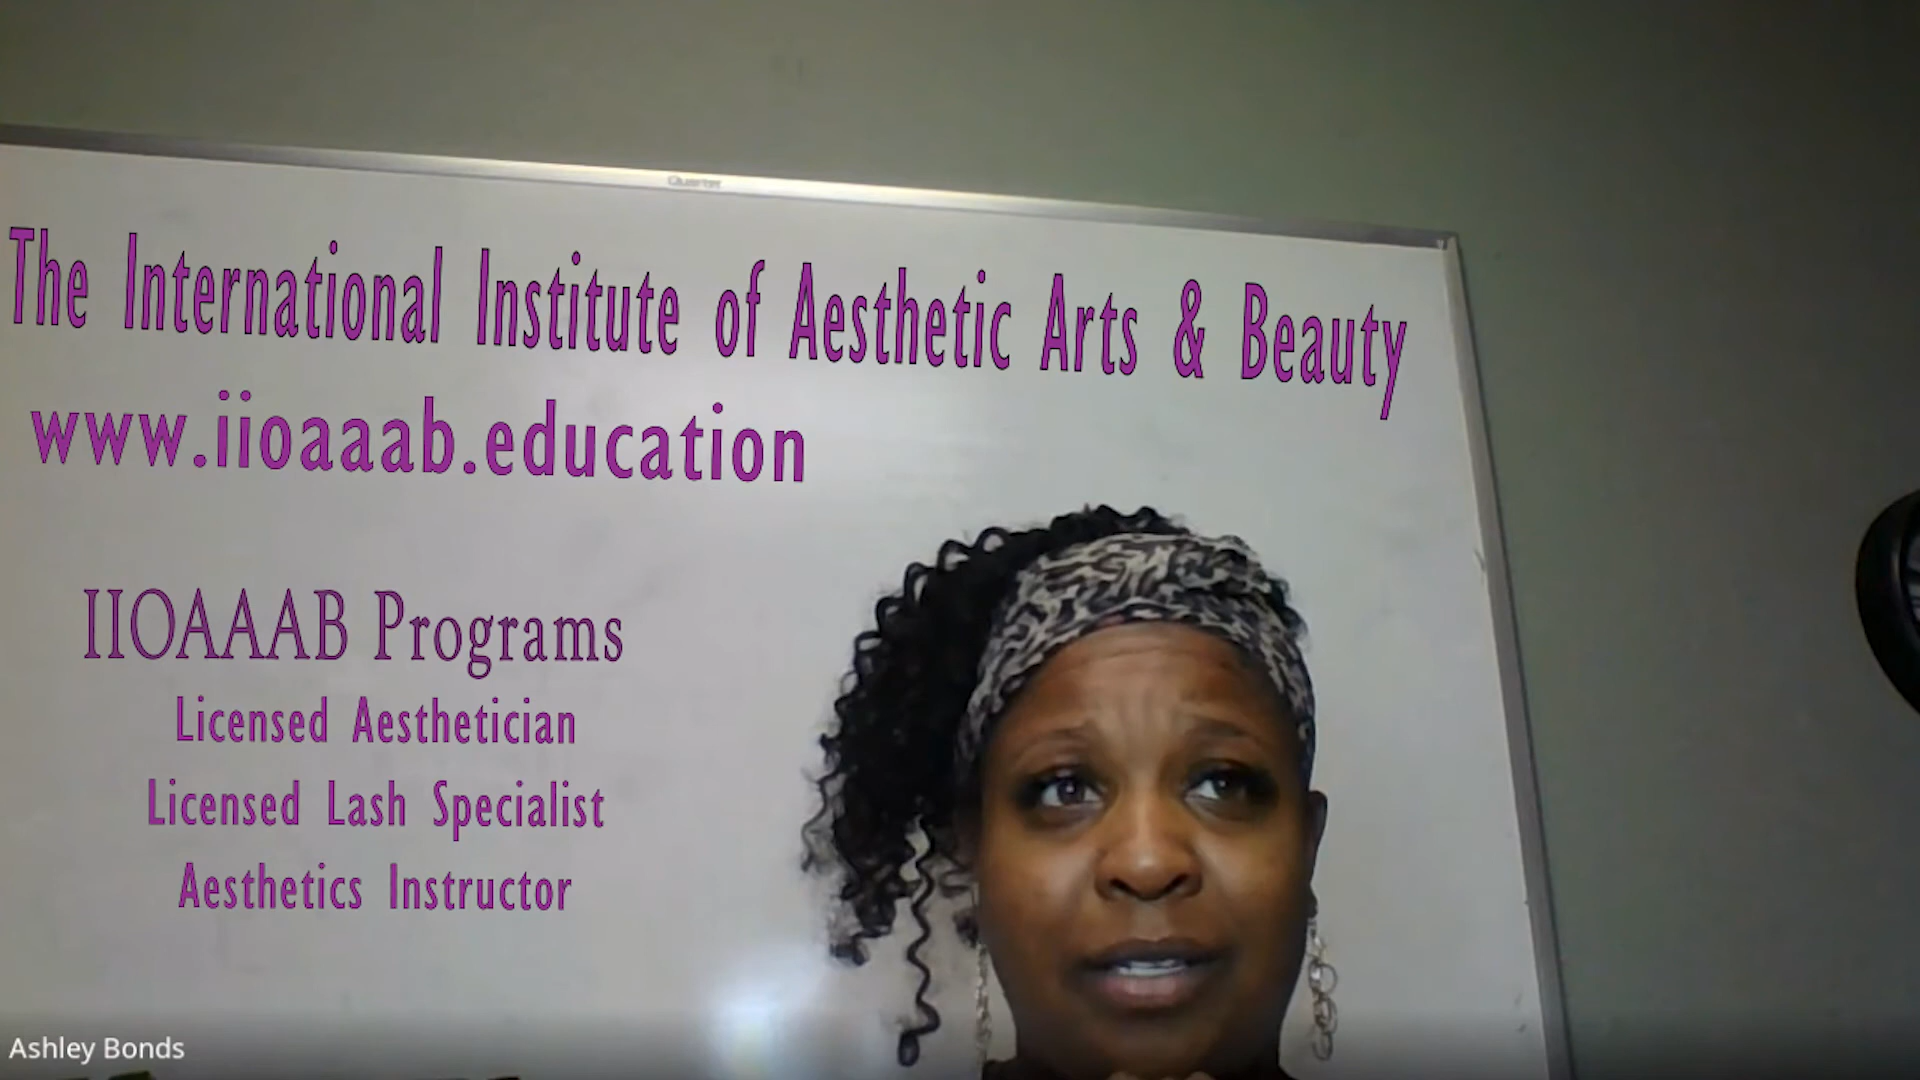 Quartet
The International Institute of Aesthetic Arts & Beauty
www.iioaaab.education
IIOAAAB Programs
Licensed Aesthetician
Licensed Lash Specialist
Aesthetics Instructor
Ashley Bonds